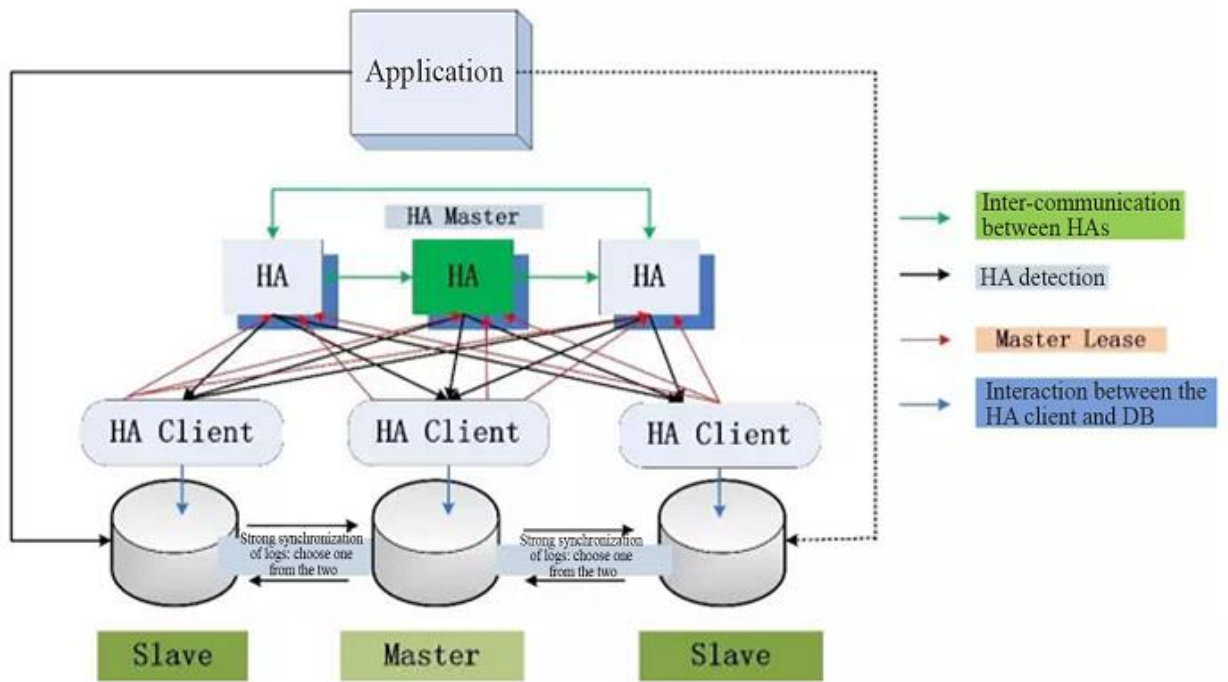 Application
HA Master
HA
HA
HA
Inter-communication
between HAs
HA detection
Master Lease
Interaction between the
HA client and DB
HA Client
HA Client
HA Client
Strong synchronization
of logs: choose one
from the two
Strong synchronization
of logs: choose one
from the two
Slave
Master
Slave